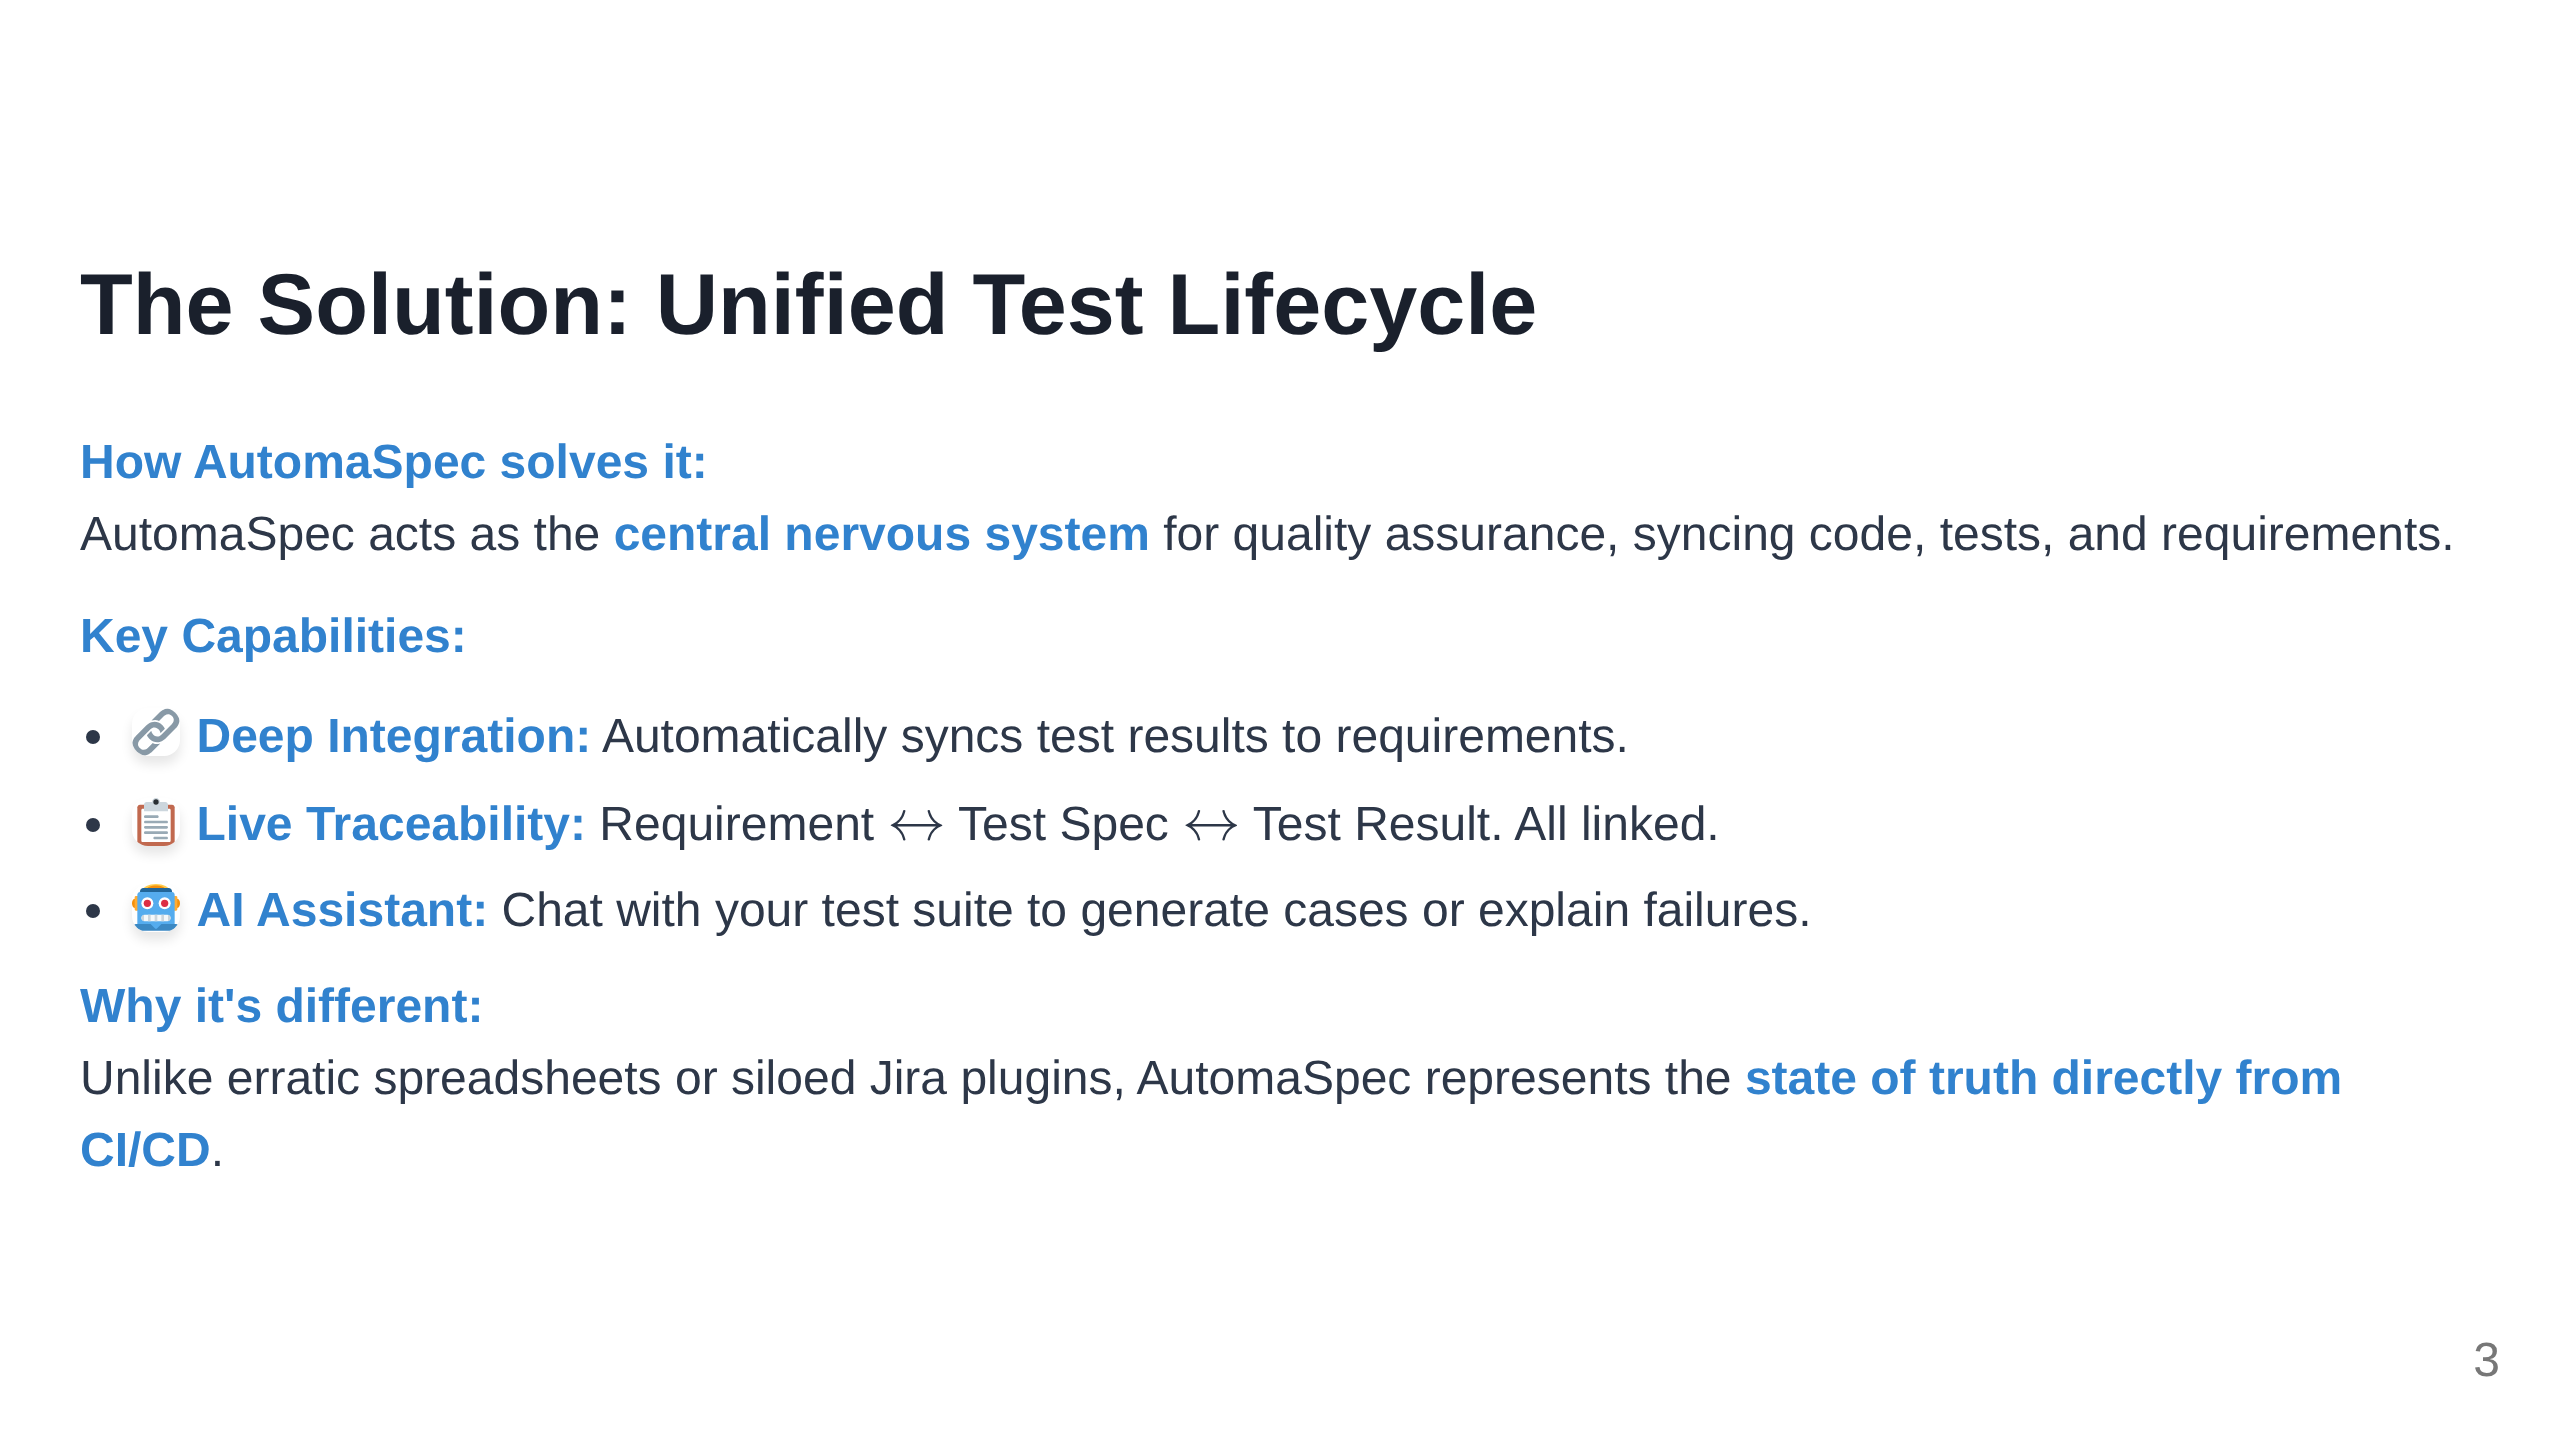 The Solution: Unified Test Lifecycle
How AutomaSpec solves it:
AutomaSpec acts as the central nervous system for quality assurance, syncing code, tests, and requirements.
Key Capabilities:
• 🔗 Deep Integration: Automatically syncs test results to requirements.
• 📋 Live Traceability: Requirement ↔ Test Spec ↔ Test Result. All linked.
• 🤖 AI Assistant: Chat with your test suite to generate cases or explain failures.
Why it's different:
Unlike erratic spreadsheets or siloed Jira plugins, AutomaSpec represents the state of truth directly from
CI/CD.
3